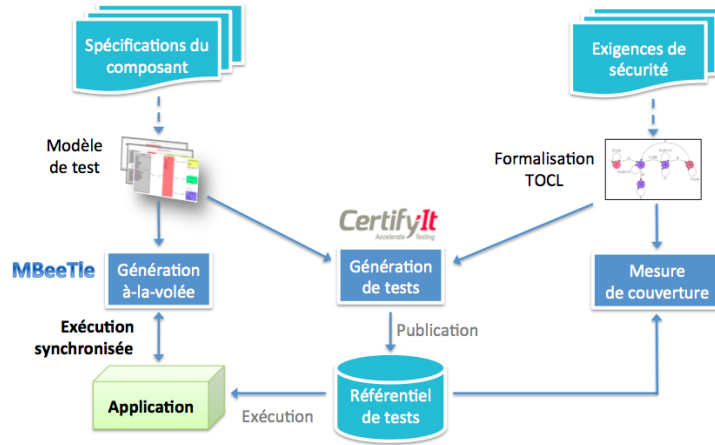 Spécifications du
composant
Exigences de
sécurité
Modèle
de test
Formalisation
TOCL
CertifyIt
Accelerate Testing
MBeeTle
Génération
à-la-volée
Génération
de tests
Mesure
de couverture
Exécution
synchronisée
Publication
Application
Exécution
Référentiel
de tests